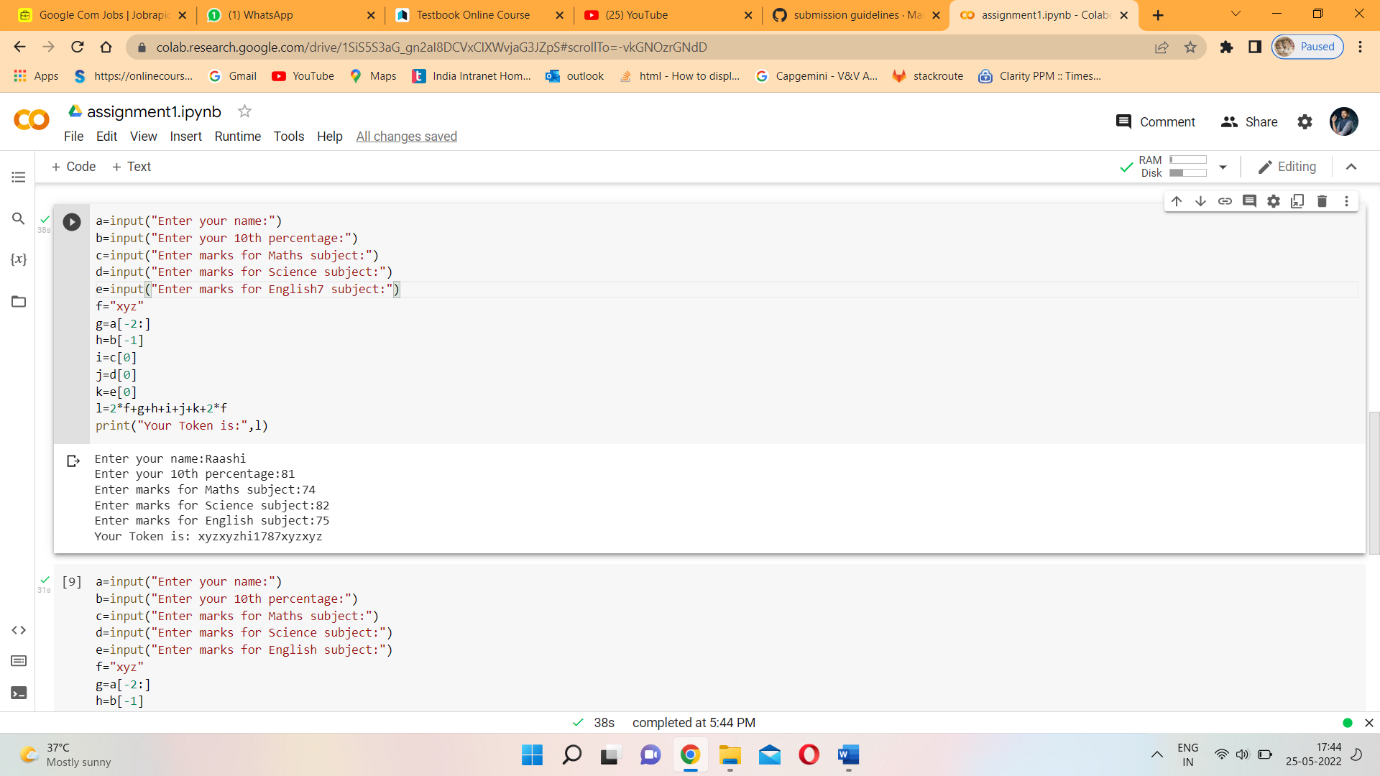 Google Com Jobs | Jobrapi
(1) WhatsApp
Testbook Online Course
(25) YouTube
submission guidelines - Ma
assignment1.ipynb - Colab
colab.research.google.com/drive/1SiS5S3aG_gn2aI8DCVxCIXWvjaG3JZpS#scrollTo=-vkGNOzrGNdD
Paused
Apps
https://onlinecours...
Gmail
YouTube
Maps
India Intranet Hom...
outlook
html - How to displ...
Capgemini - V&V A...
stackroute
Clarity PPM :: Times...
assignment1.ipynb
Comment
Share
File Edit View Insert Runtime Tools Help All changes saved
+ Code + Text
RAM
Disk
Editing
38s
{x}
a=input("Enter your name:")
b=input("Enter your 10th percentage:")
c=input("Enter marks for Maths subject:")
d=input("Enter marks for Science subject:")
e=input("Enter marks for English7 subject:")
f="xyz"
g=a[-2:]
h=b[-1]
i=c[0]
j=d[0]
k=e[0]
l=2*f+g+h+i+j+k+2*f
print("Your Token is:",l)
Enter your name:Raashi
Enter your 10th percentage:81
Enter marks for Maths subject:74
Enter marks for Science subject:82
Enter marks for English subject:75
Your Token is: xyzxyzhi1787xyzxyz
31s
[9] a=input("Enter your name:")
b=input("Enter your 10th percentage:")
c=input("Enter marks for Maths subject:")
d=input("Enter marks for Science subject:")
e=input("Enter marks for English subject:")
f="xyz"
g=a[-2:]
h=b[-1]
38s completed at 5:44 PM
37°C
Mostly sunny
ENG
IN
17:44
25-05-2022